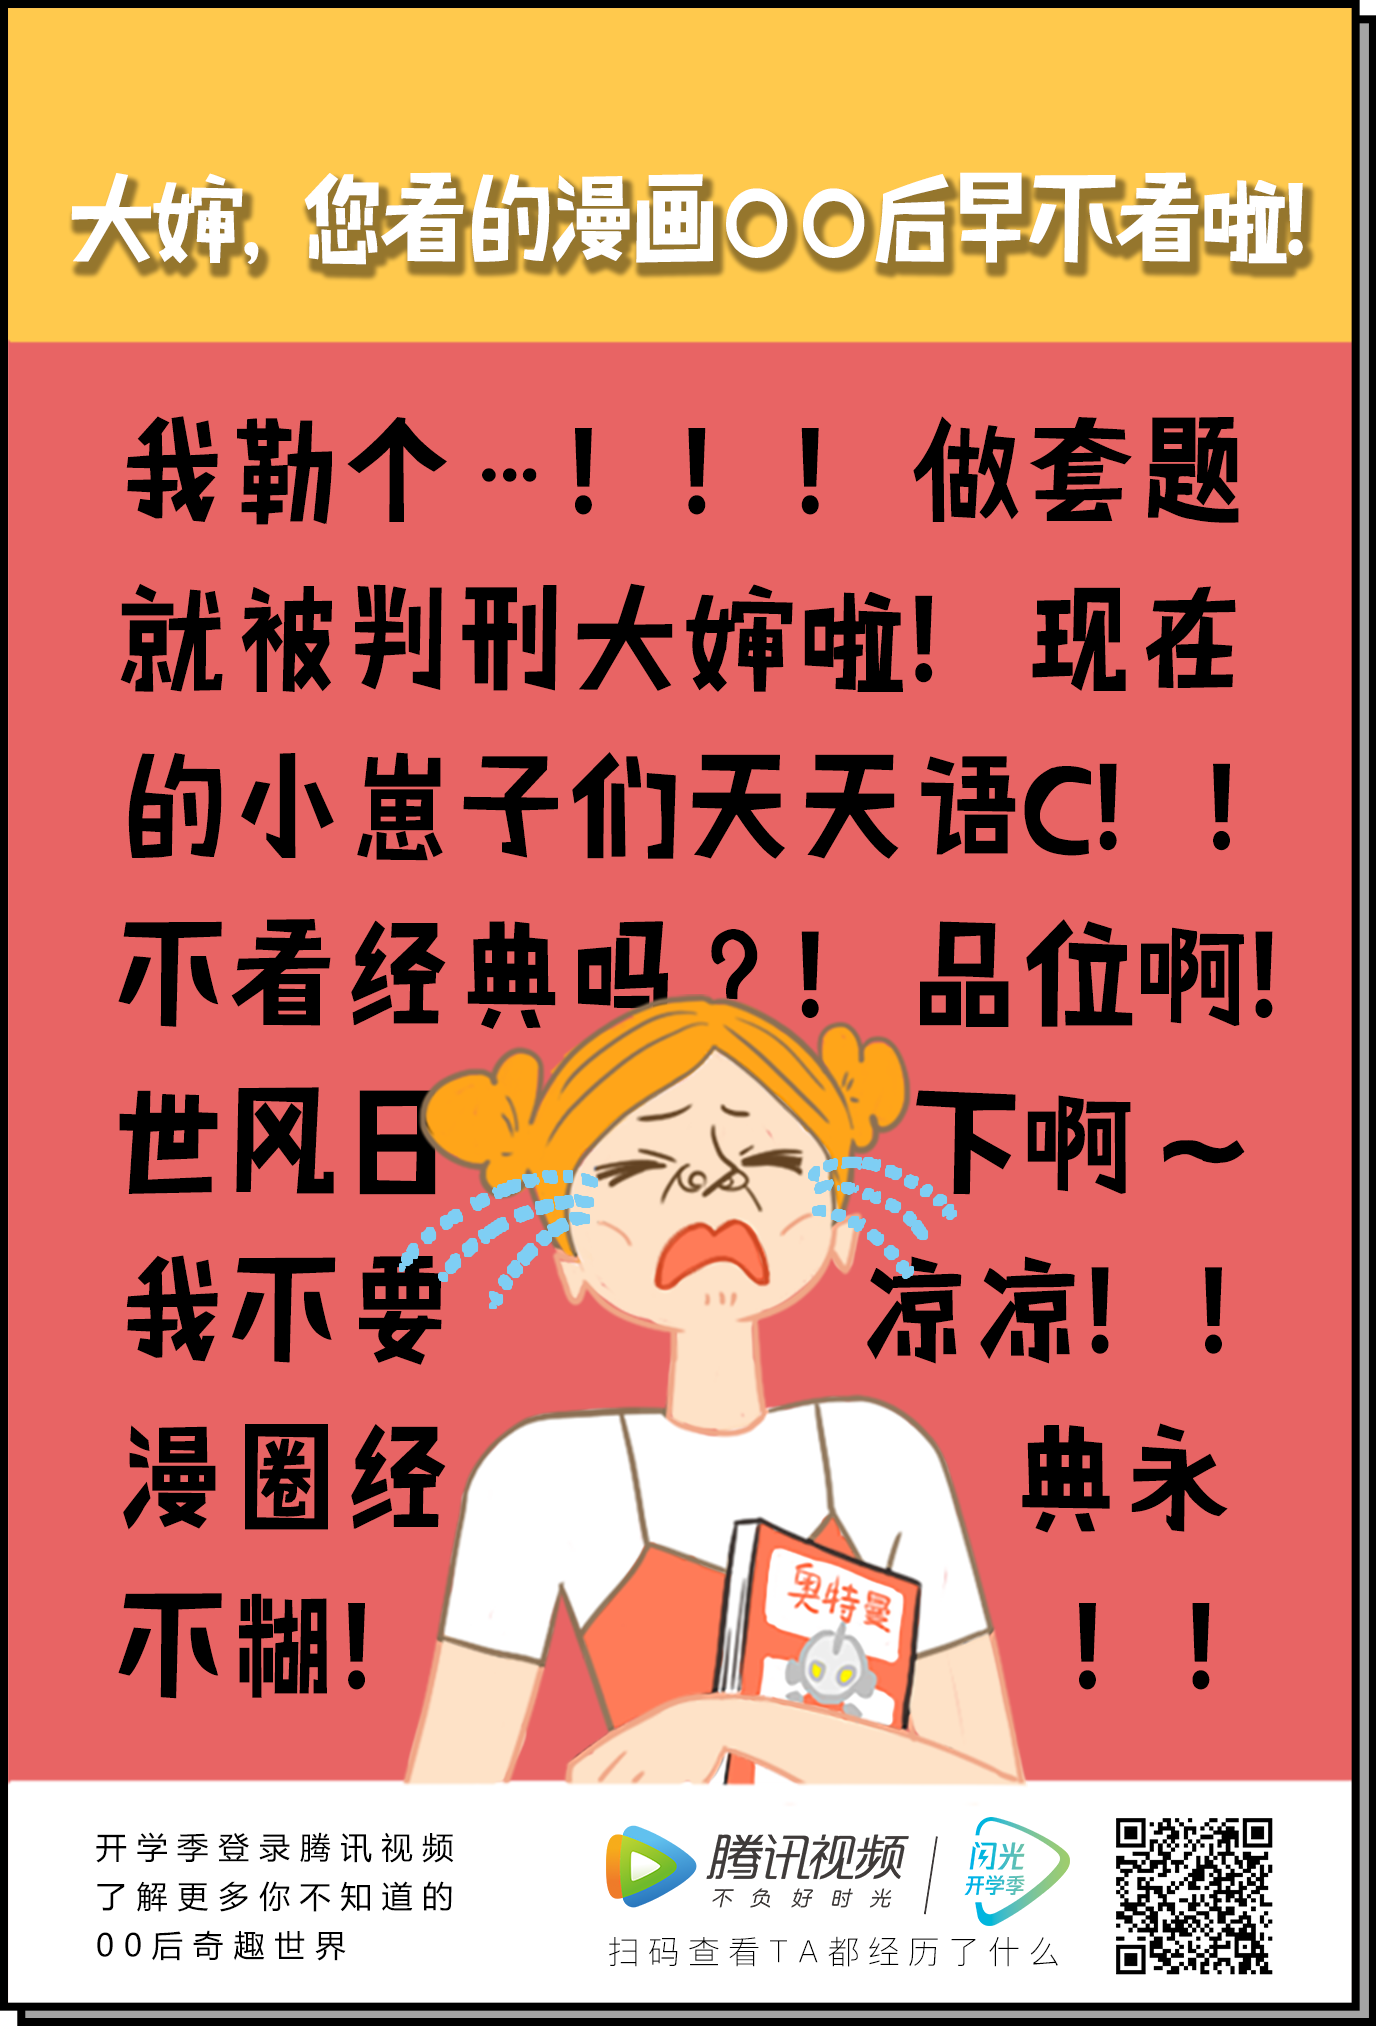 大婶，您看的漫画00后早不看啦！
我勒个…！！！做套题
就被判刑大婶啦！现在
的小崽子们天天语C！！
不看经典吗？！品位啊！
世风日下啊~
我不要凉凉！！
漫圈经典永
不糊！！！
奥特曼
开学季登录腾讯视频
了解更多你不知道的
00后奇趣世界
腾讯视频
不负好时光
闪光
开学季
扫码查看TA都经历了什么